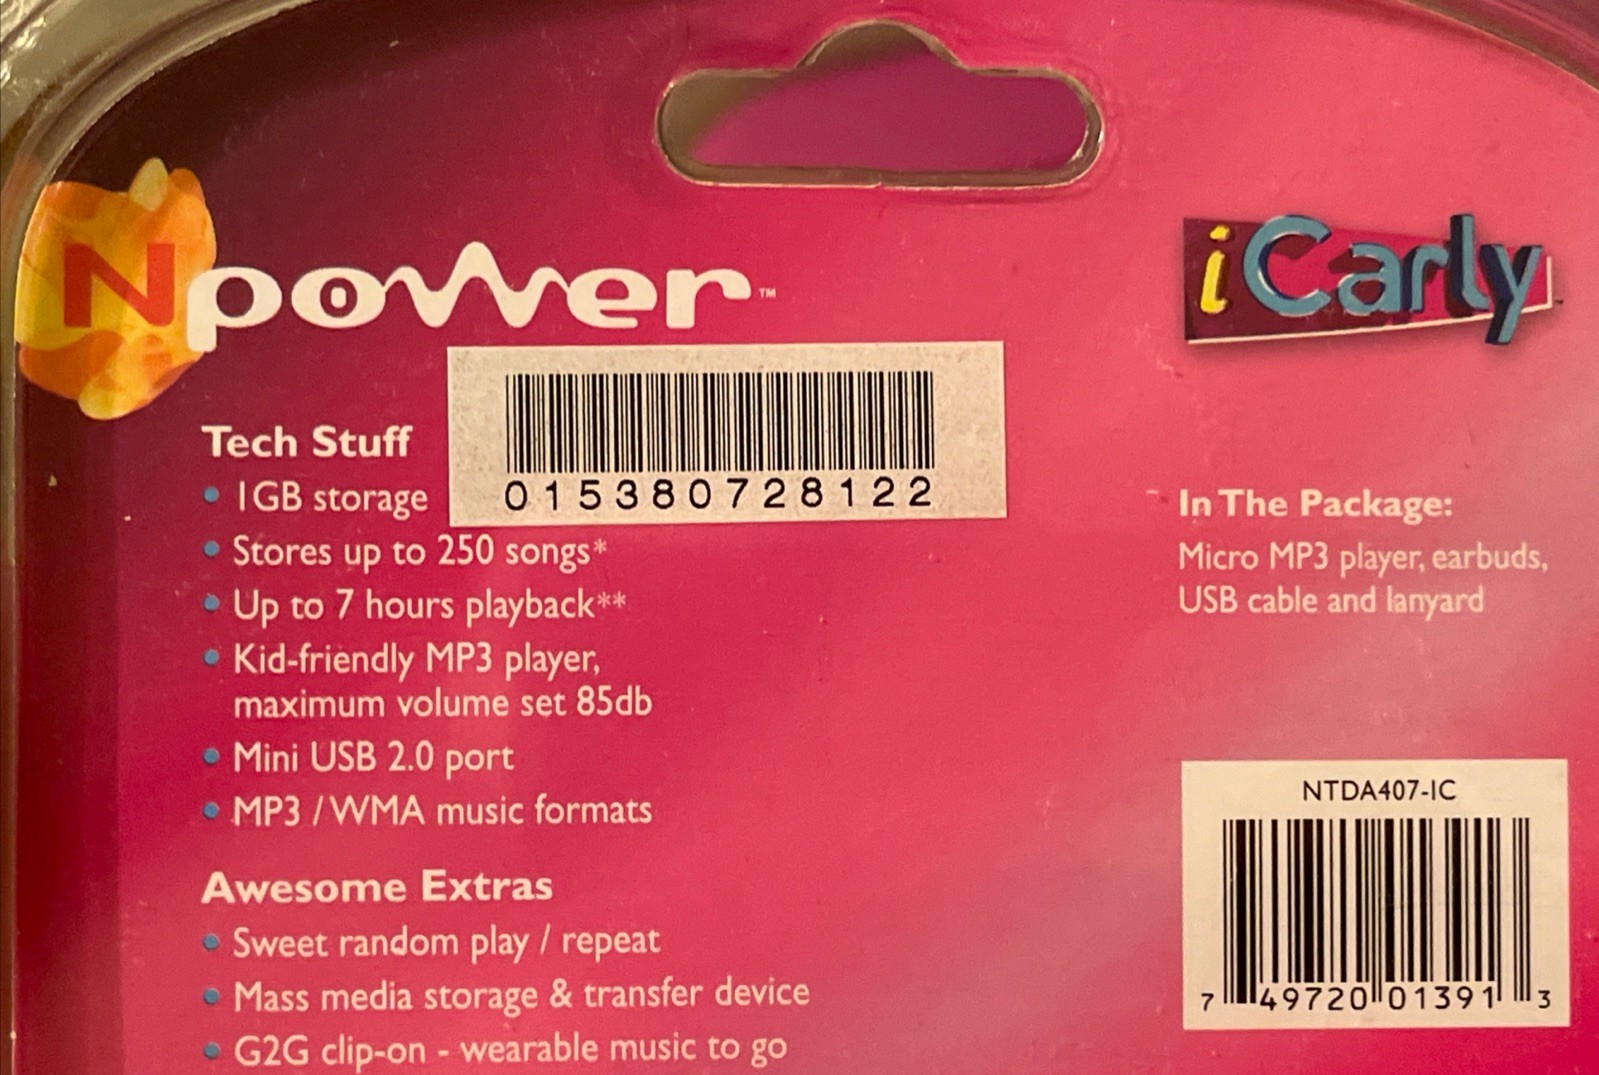 Npower™
iCarly
015380728122
Tech Stuff
• 1GB storage
• Stores up to 250 songs*
• Up to 7 hours playback**
• Kid-friendly MP3 player,
maximum volume set 85db
• Mini USB 2.0 port
• MP3 / WMA music formats
Awesome Extras
• Sweet random play / repeat
• Mass media storage & transfer device
• G2G clip-on - wearable music to go
In The Package:
Micro MP3 player, earbuds,
USB cable and lanyard
NTDA407-IC
7 49720 01391 3